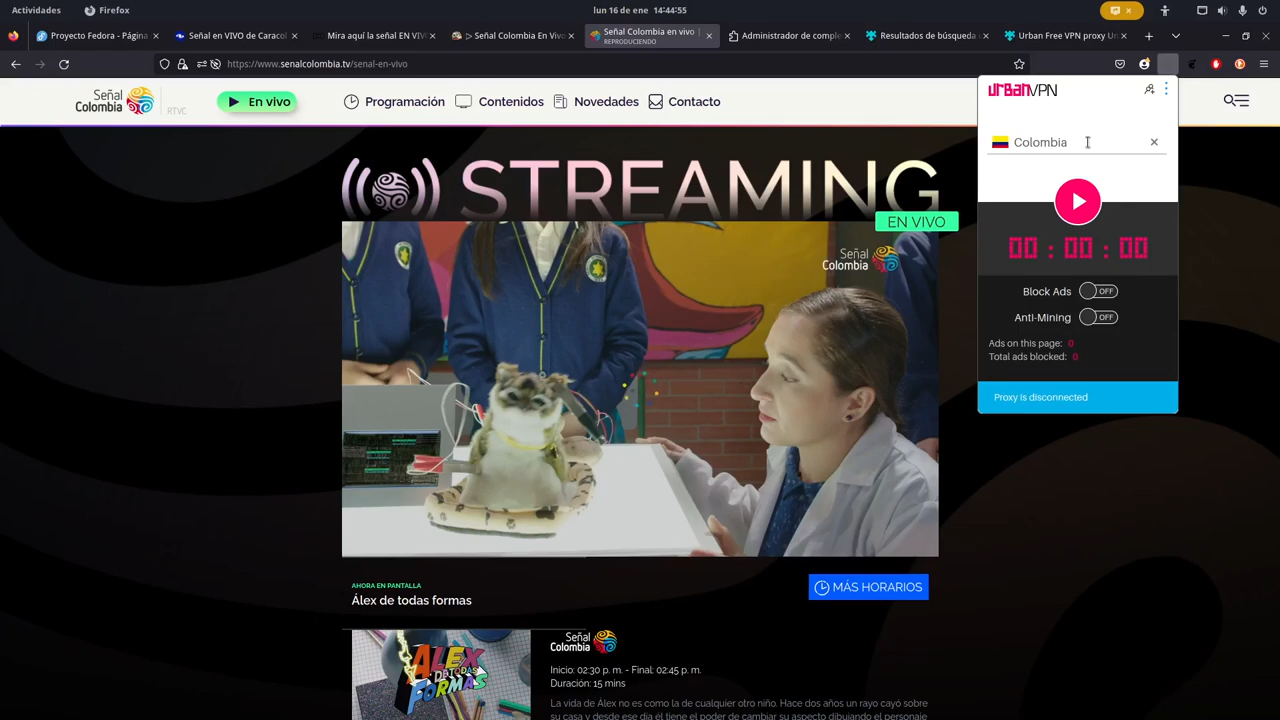 Actividades
Firefox
lun 16 de ene 14∶44∶55
Proyecto Fedora - Página
Señal en VIVO de Caracol
Mira aquí la señal EN VIV
▷ Señal Colombia En Vivo
Señal Colombia en vivo |
REPRODUCIENDO
Administrador de comple
Resultados de búsqueda
Urban Free VPN proxy Un
https://www.senalcolombia.tv/senal-en-vivo
Señal
Colombia
RTVC
En vivo
Programación
Contenidos
Novedades
Contacto
STREAMING
EN VIVO
Señal
Colombia
AHORA EN PANTALLA
Álex de todas formas
MÁS HORARIOS
ALEX
DE TODAS
FORMAS
Señal
Colombia
Inicio: 02:30 p. m. - Final: 02:45 p. m.
Duración: 15 mins
La vida de Álex no es como la de cualquier otro niño. Hace dos años un rayo cayó sobre
su casa y desde ese día él tiene el poder de cambiar su aspecto dibujando el personaje
urbanVPN
Colombia
00 : 00 : 00
Block Ads OFF
Anti-Mining OFF
Ads on this page: 0
Total ads blocked: 0
Proxy is disconnected